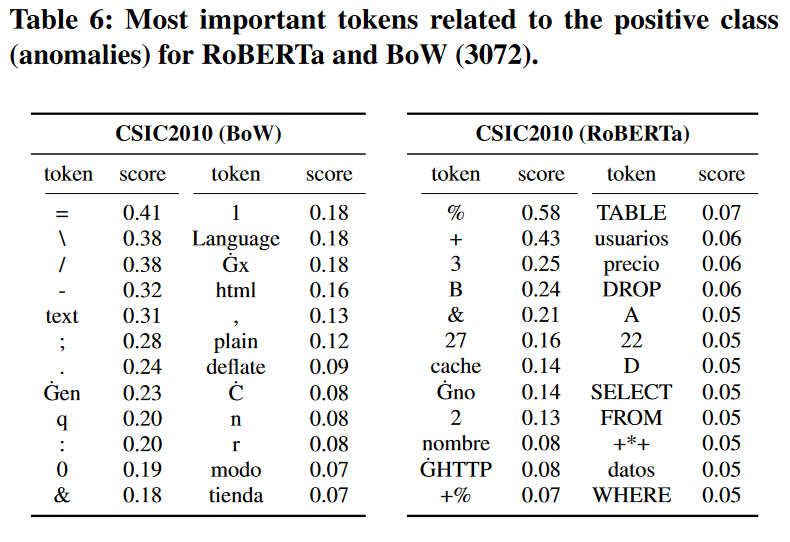 Table 6: Most important tokens related to the positive class
(anomalies) for RoBERTa and BoW (3072).
CSIC2010 (BoW)
token score token score
= 0.41 1 0.18
\ 0.38 Language 0.18
/ 0.38 Ġx 0.18
- 0.32 html 0.16
text 0.31 , 0.13
; 0.28 plain 0.12
. 0.24 deflate 0.09
Ġen 0.23 Ċ 0.08
q 0.20 n 0.08
: 0.20 r 0.08
0 0.19 modo 0.07
& 0.18 tienda 0.07
CSIC2010 (RoBERTa)
token score token score
% 0.58 TABLE 0.07
+ 0.43 usuarios 0.06
3 0.25 precio 0.06
B 0.24 DROP 0.06
& 0.21 A 0.05
27 0.16 22 0.05
cache 0.14 D 0.05
Ġno 0.14 SELECT 0.05
2 0.13 FROM 0.05
nombre 0.08 +*+ 0.05
ĠHTTP 0.08 datos 0.05
+% 0.07 WHERE 0.05